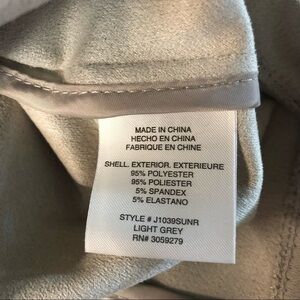 MADE IN CHINA
HECHO EN CHINA
FABRIQUE EN CHINE
SHELL. EXTERIOR. EXTERIEURE
95% POLYESTER
95% POLIESTER
5% SPANDEX
5% ELASTANO
STYLE # J1039SUNR
LIGHT GREY
RN# 3059279